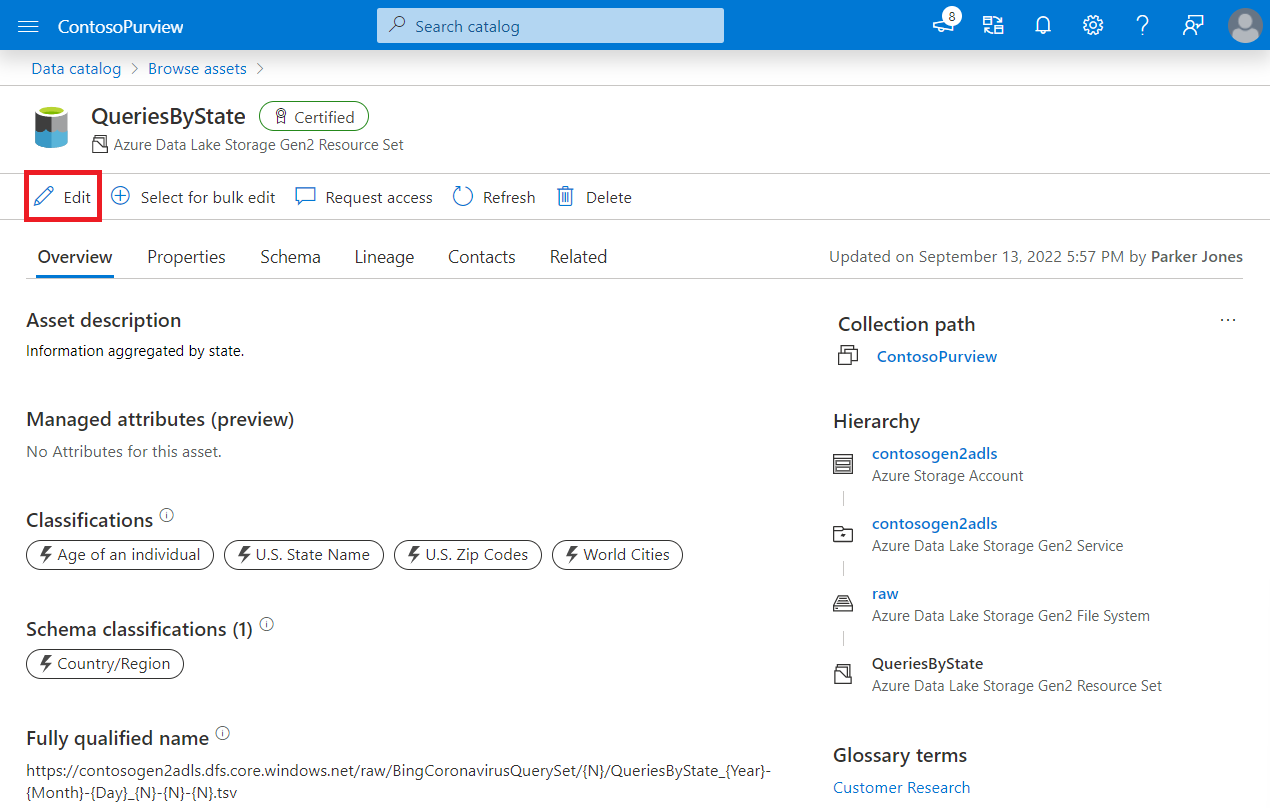 ContosoPurview
Search catalog
8
Data catalog > Browse assets >
QueriesByState
Certified
Azure Data Lake Storage Gen2 Resource Set
Edit
Select for bulk edit
Request access
Refresh
Delete
Overview
Properties
Schema
Lineage
Contacts
Related
Updated on September 13, 2022 5:57 PM by Parker Jones
Asset description
Information aggregated by state.
Managed attributes (preview)
No Attributes for this asset.
Classifications
Age of an individual
U.S. State Name
U.S. Zip Codes
World Cities
Schema classifications (1)
Country/Region
Fully qualified name
https://contosogen2adls.dfs.core.windows.net/raw/BingCoronavirusQuerySet/{N}/QueriesByState_{Year}-
{Month}-{Day}_{N}-{N}-{N}.tsv
Collection path
...
ContosoPurview
Hierarchy
contosogen2adls
Azure Storage Account
contosogen2adls
Azure Data Lake Storage Gen2 Service
raw
Azure Data Lake Storage Gen2 File System
QueriesByState
Azure Data Lake Storage Gen2 Resource Set
Glossary terms
Customer Research